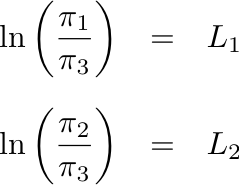 ln(π₁/π₃) = L₁
ln(π₂/π₃) = L₂